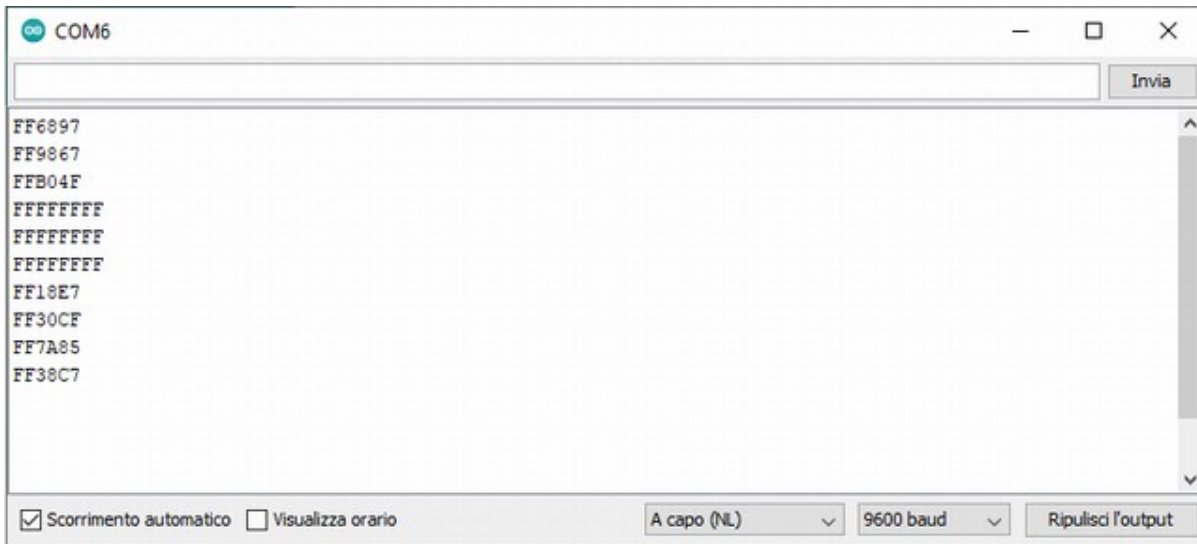 COM6
Invia
FF6897
FF9867
FFB04F
FFFFFFFF
FFFFFFFF
FFFFFFFF
FF18E7
FF30CF
FF7A85
FF38C7
Scorrimento automatico Visualizza orario A capo (NL) 9600 baud Ripulisci l'output